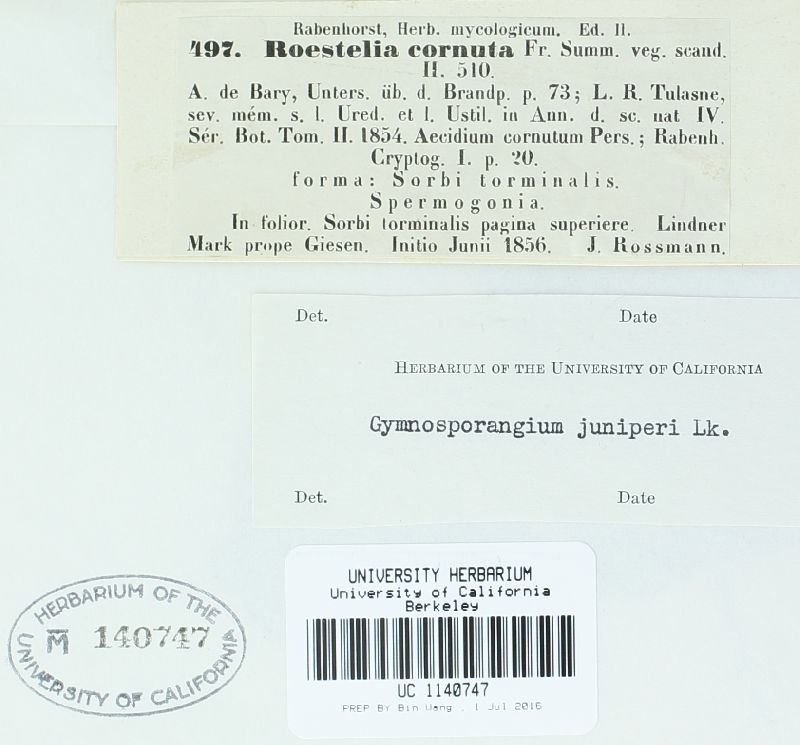 Rabenhorst, Herb. mycologicum. Ed. II.
497. Roestelia cornuta Fr. Summ. veg. scand.
II. 510.
A. de Bary, Unters. üb. d. Brandp. p. 73; L. R. Tulasne,
sev. mém. s. l. Ured. et l. Ustil. in Ann. d. sc. nat IV.
Sér. Bot. Tom. II. 1854. Aecidium cornutum Pers.; Rabenh.
Cryptog. I. p. 20.
forma: Sorbi torminalis.
Spermogonia.
In folior. Sorbi torminalis pagina superiere. Lindner
Mark prope Giesen. Initio Junii 1856. J. Rossmann.
Det. Date
HERBARIUM OF THE UNIVERSITY OF CALIFORNIA
Gymnosporangium juniperi Lk.
Det. Date
HERBARIUM OF THE
M 140747
UNIVERSITY OF CALIFORNIA
UNIVERSITY HERBARIUM
University of California
Berkeley
UC 1140747
PREP BY Bin Wang , 1 Jul 2016